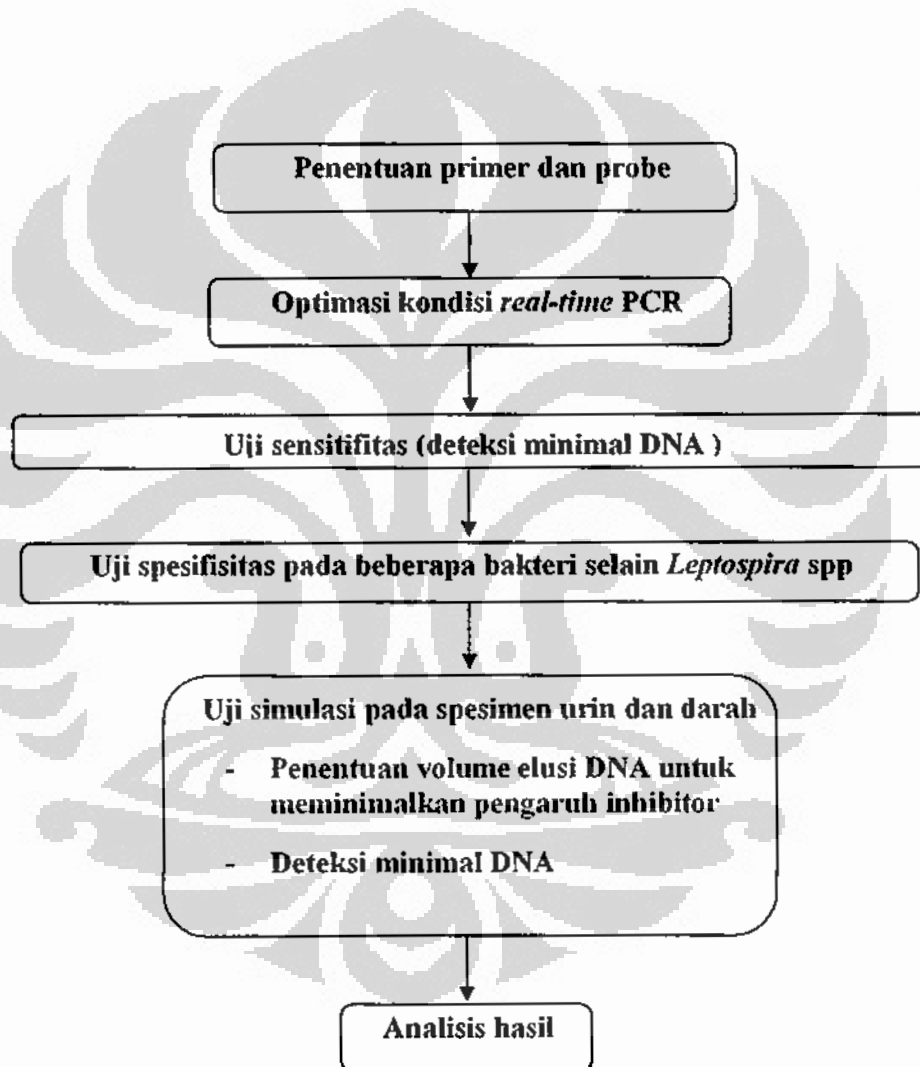 Penentuan primer dan probe
Optimasi kondisi real-time PCR
Uji sensitifitas (deteksi minimal DNA )
Uji spesifisitas pada beberapa bakteri selain Leptospira spp
Uji simulasi pada spesimen urin dan darah
- Penentuan volume elusi DNA untuk
meminimalkan pengaruh inhibitor
- Deteksi minimal DNA
Analisis hasil